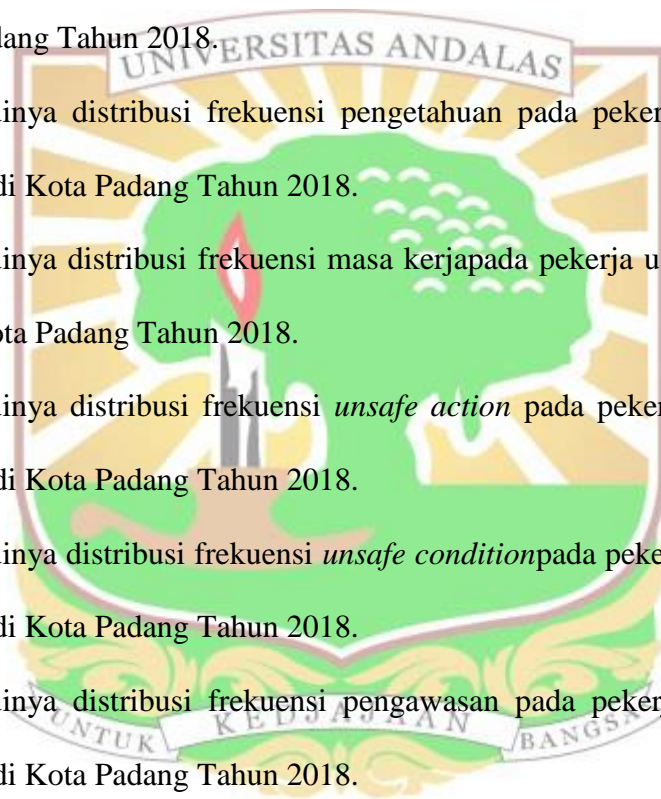 dang Tahun 2018.
UNIVERSITAS ANDALAS
inya distribusi frekuensi pengetahuan pada peker
di Kota Padang Tahun 2018.
inya distribusi frekuensi masa kerjapada pekerja u
ota Padang Tahun 2018.
inya distribusi frekuensi unsafe action pada peker
di Kota Padang Tahun 2018.
inya distribusi frekuensi unsafe conditionpada peke
di Kota Padang Tahun 2018.
inya distribusi frekuensi pengawasan pada pekerj
UNTUK KEDJAJAAN BANGSA
di Kota Padang Tahun 2018.